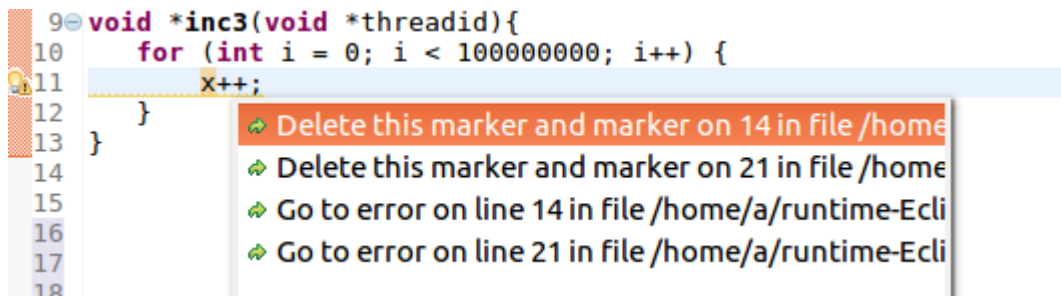 9 void *inc3(void *threadid){
10 for (int i = 0; i < 100000000; i++) {
11 x++;
12 }
13 }
14
15
16
17
18
Delete this marker and marker on 14 in file /home
Delete this marker and marker on 21 in file /home
Go to error on line 14 in file /home/a/runtime-Ecli
Go to error on line 21 in file /home/a/runtime-Ecli